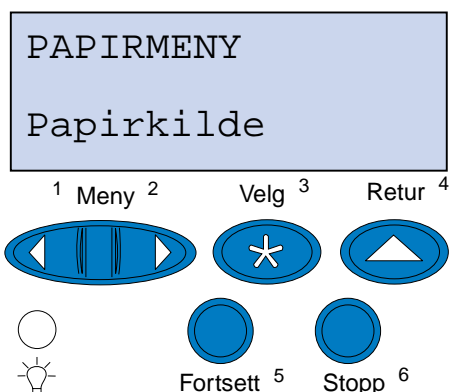 PAPIRMENY
Papirkilde
1 Meny 2 Velg 3 Retur 4
Fortsett 5 Stopp 6